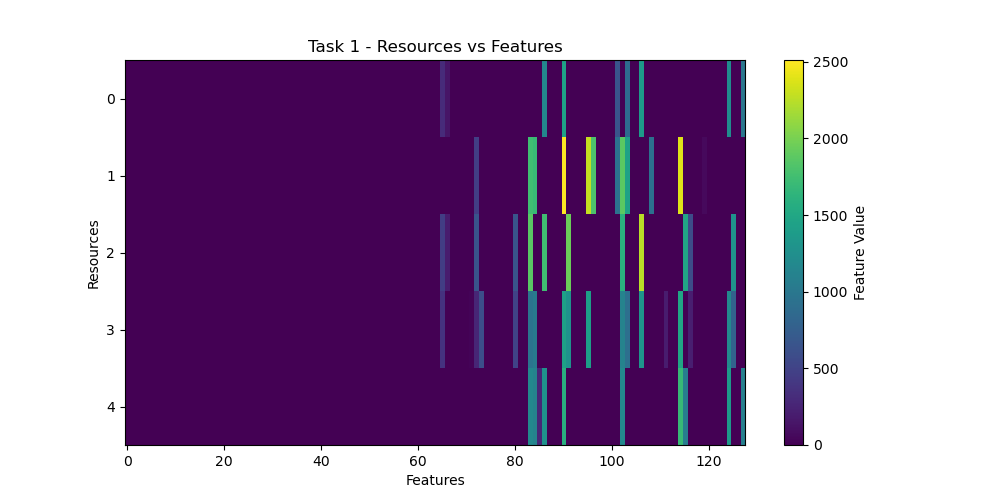 Task 1 - Resources vs Features
Resources
0
1
2
3
4
0 20 40 60 80 100 120
Features
2500
2000
1500
1000
500
0
Feature Value